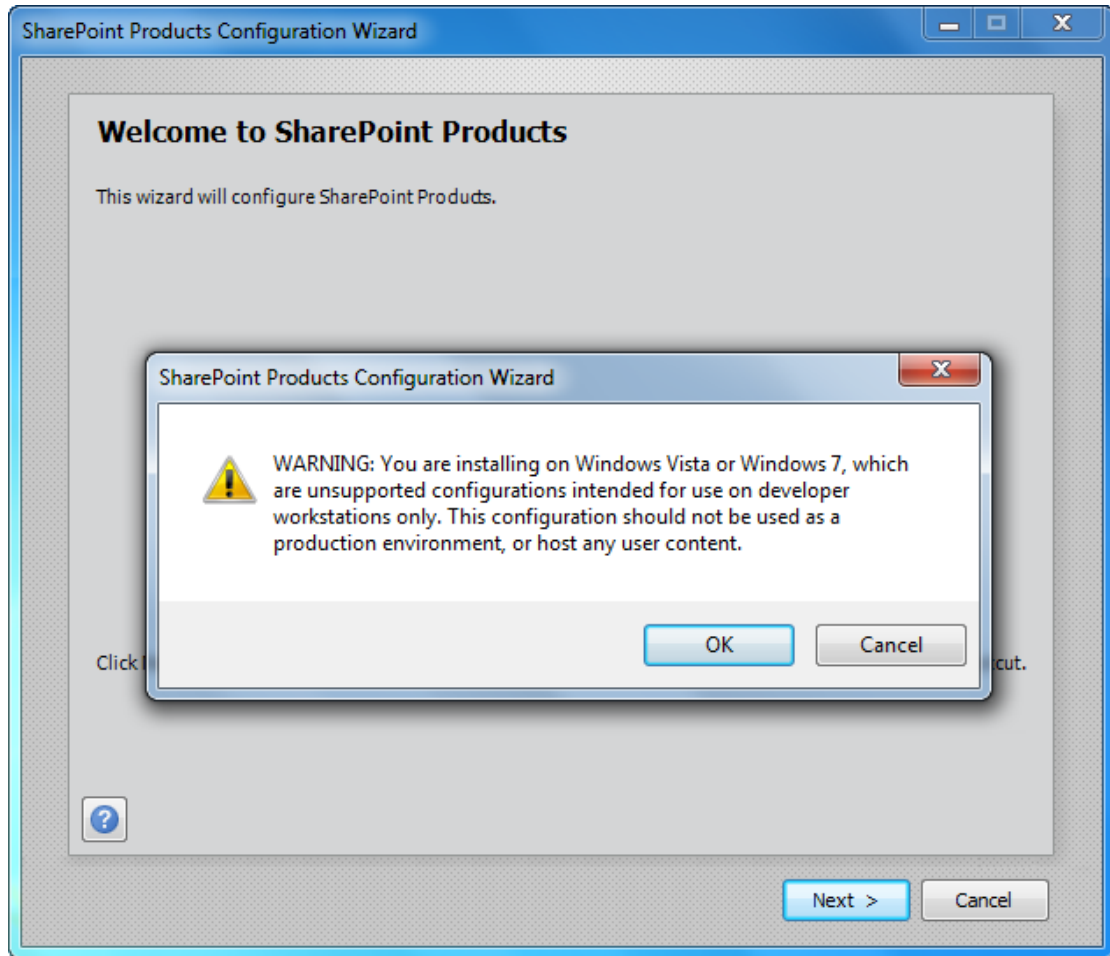 SharePoint Products Configuration Wizard
Welcome to SharePoint Products
This wizard will configure SharePoint Products.
SharePoint Products Configuration Wizard
WARNING: You are installing on Windows Vista or Windows 7, which
are unsupported configurations intended for use on developer
workstations only. This configuration should not be used as a
production environment, or host any user content.
OK
Cancel
Click
Next >
Cancel